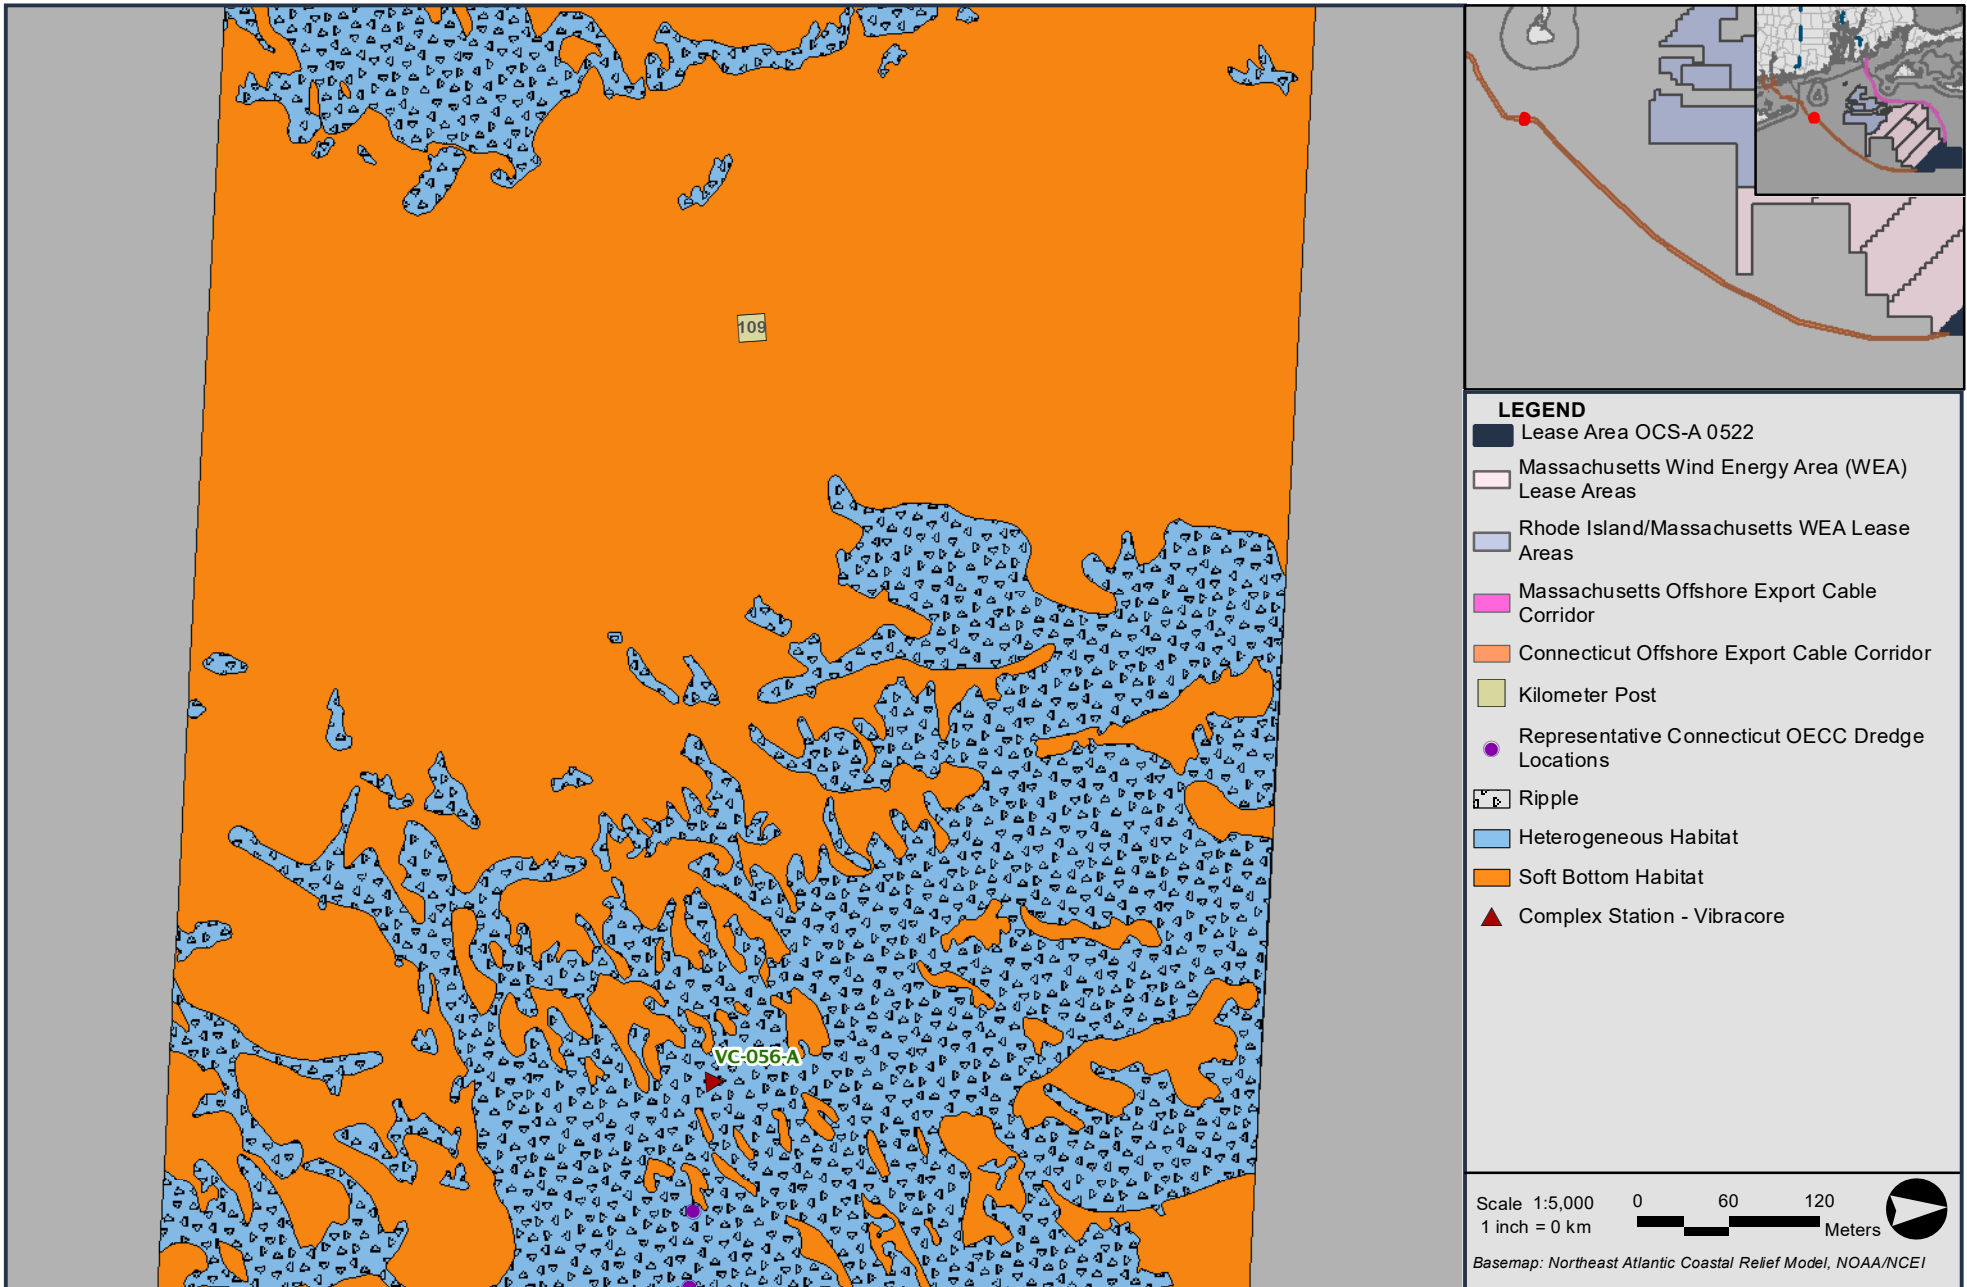 109
VC-056-A
LEGEND
Lease Area OCS-A 0522
Massachusetts Wind Energy Area (WEA)
Lease Areas
Rhode Island/Massachusetts WEA Lease
Areas
Massachusetts Offshore Export Cable
Corridor
Connecticut Offshore Export Cable Corridor
Kilometer Post
Representative Connecticut OECC Dredge
Locations
Ripple
Heterogeneous Habitat
Soft Bottom Habitat
Complex Station - Vibracore
Scale 1:5,000
1 inch = 0 km
0 60 120
Meters
Basemap: Northeast Atlantic Coastal Relief Model, NOAA/NCEI